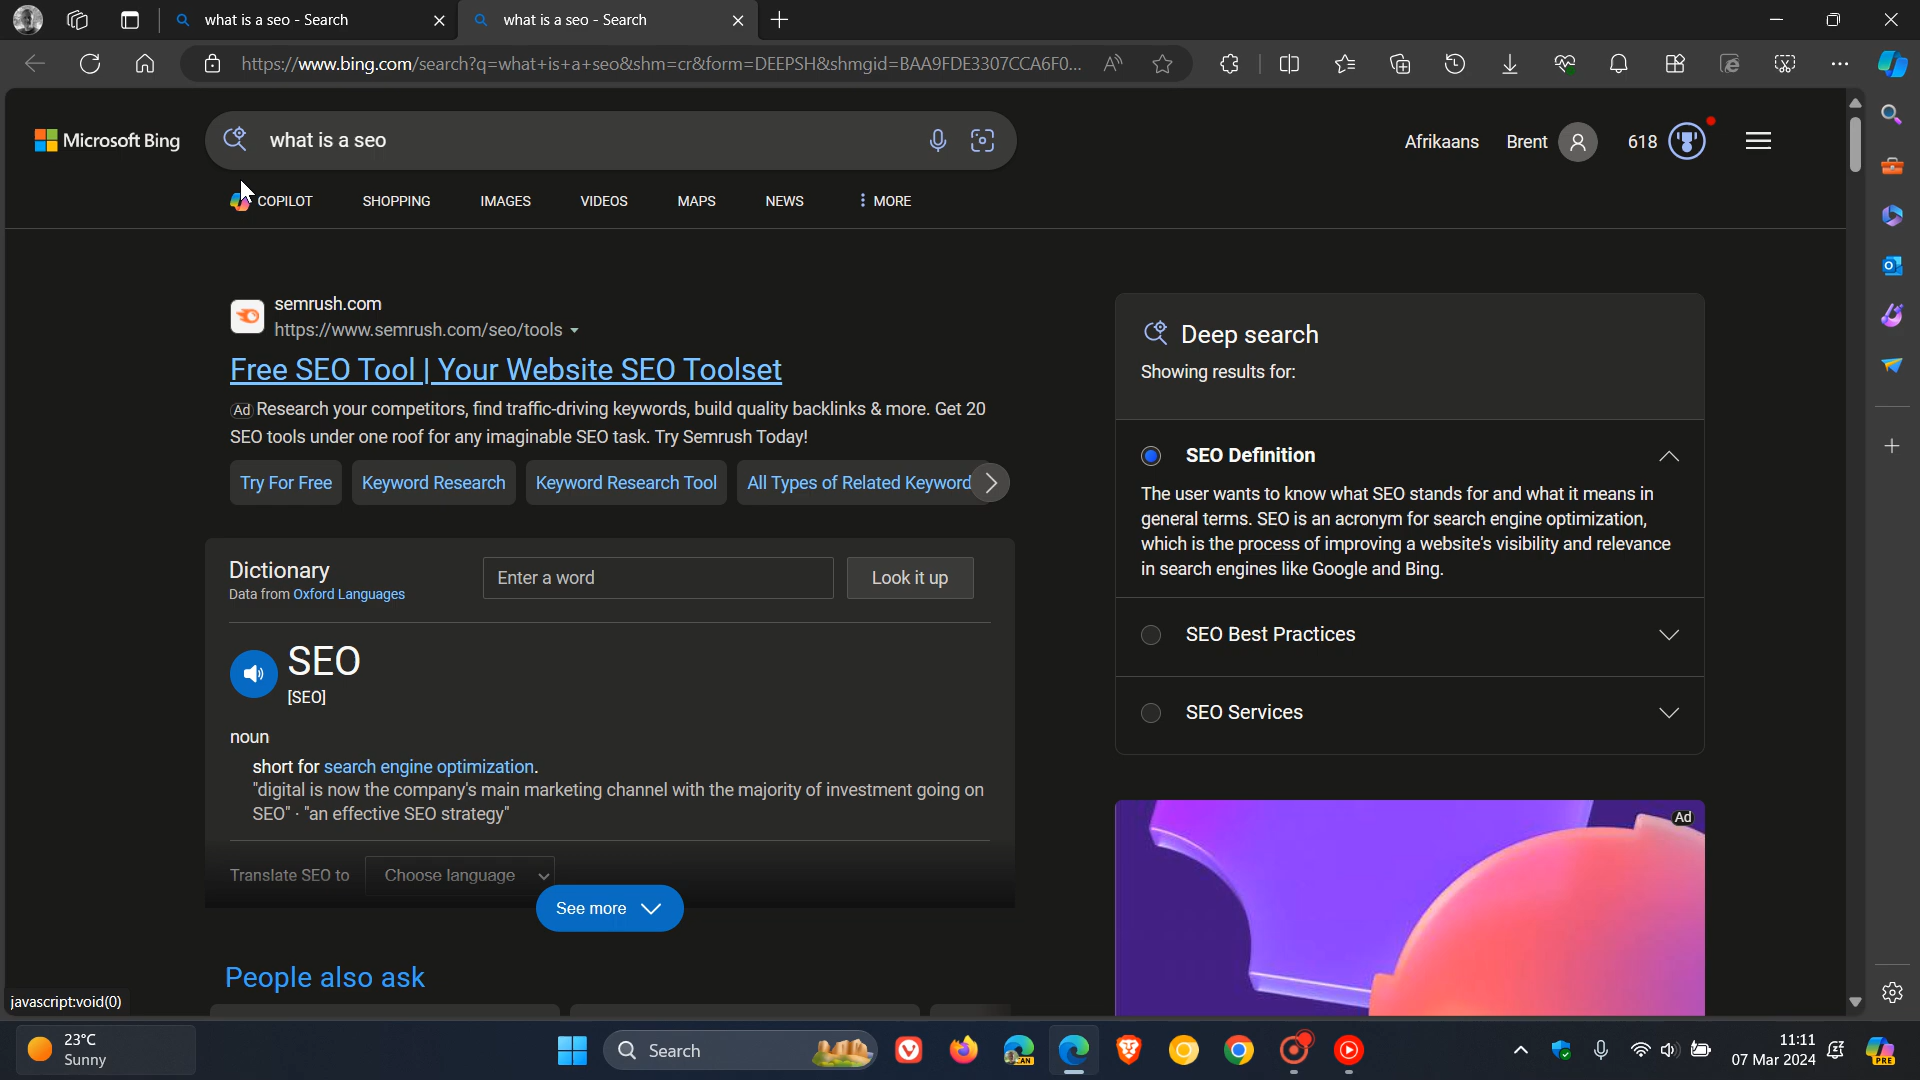 what is a seo - Search
what is a seo - Search
https://www.bing.com/search?q=what+is+a+seo&shm=cr&form=DEEPSH&shmgid=BAA9FDE3307CCA6F0...
Microsoft Bing
what is a seo
Afrikaans
Brent
618
COPILOT
SHOPPING
IMAGES
VIDEOS
MAPS
NEWS
MORE
semrush.com
https://www.semrush.com/seo/tools
Free SEO Tool | Your Website SEO Toolset
Ad Research your competitors, find traffic-driving keywords, build quality backlinks & more. Get 20
SEO tools under one roof for any imaginable SEO task. Try Semrush Today!
Try For Free
Keyword Research
Keyword Research Tool
All Types of Related Keyword
Dictionary
Data from Oxford Languages
Enter a word
Look it up
SEO
[SEO]
noun
short for search engine optimization.
"digital is now the company's main marketing channel with the majority of investment going on
SEO" · "an effective SEO strategy"
Translate SEO to
Choose language
See more
People also ask
Deep search
Showing results for:
SEO Definition
The user wants to know what SEO stands for and what it means in
general terms. SEO is an acronym for search engine optimization,
which is the process of improving a website's visibility and relevance
in search engines like Google and Bing.
SEO Best Practices
SEO Services
Ad
javascript:void(0)
23°C
Sunny
Search
CAN
11:11
07 Mar 2024
PRE